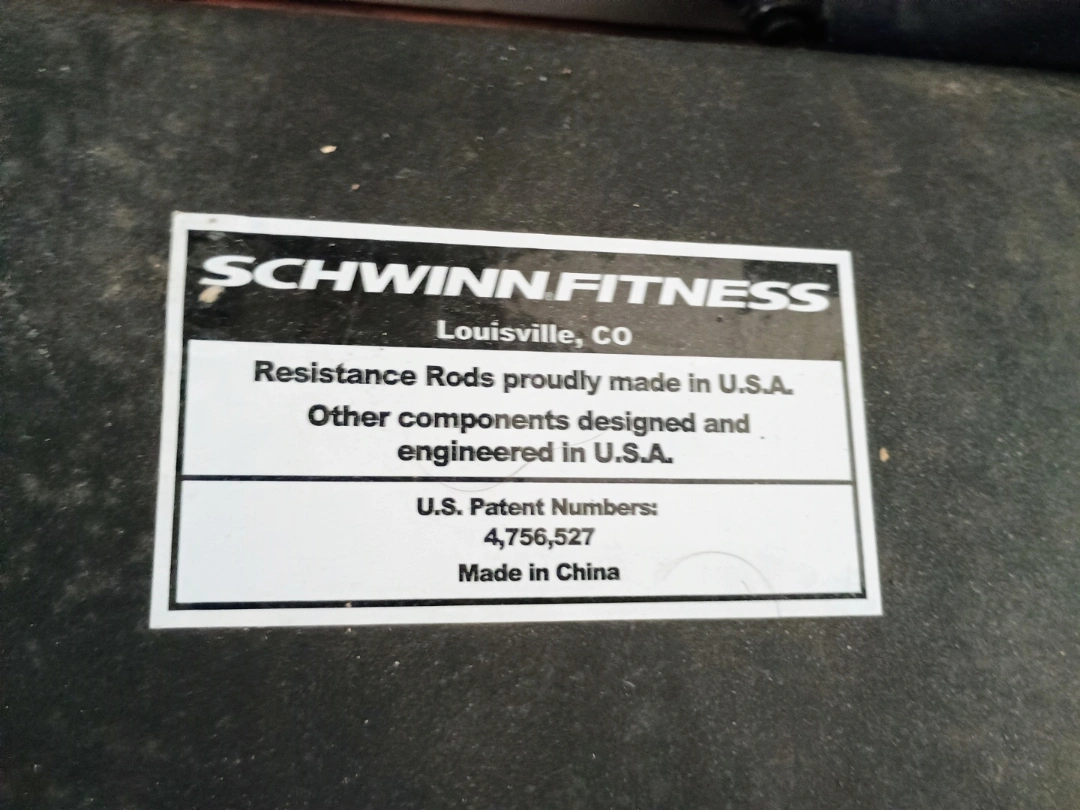 SCHWINN FITNESS
Louisville, CO
Resistance Rods proudly made in U.S.A.
Other components designed and
engineered in U.S.A.
U.S. Patent Numbers:
4,756,527
Made in China